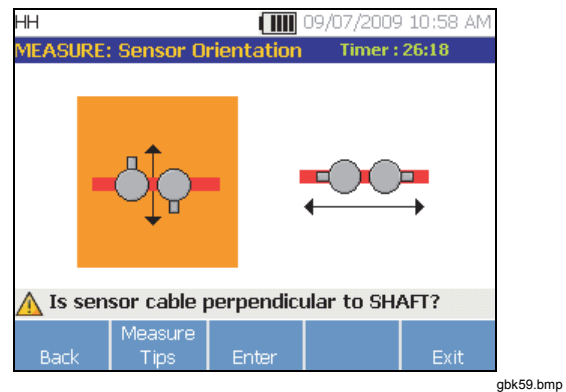 HH 09/07/2009 10:58 AM
MEASURE: Sensor Orientation Timer : 26:18
Is sensor cable perpendicular to SHAFT?
Back Measure Tips Enter Exit
gbk59.bmp